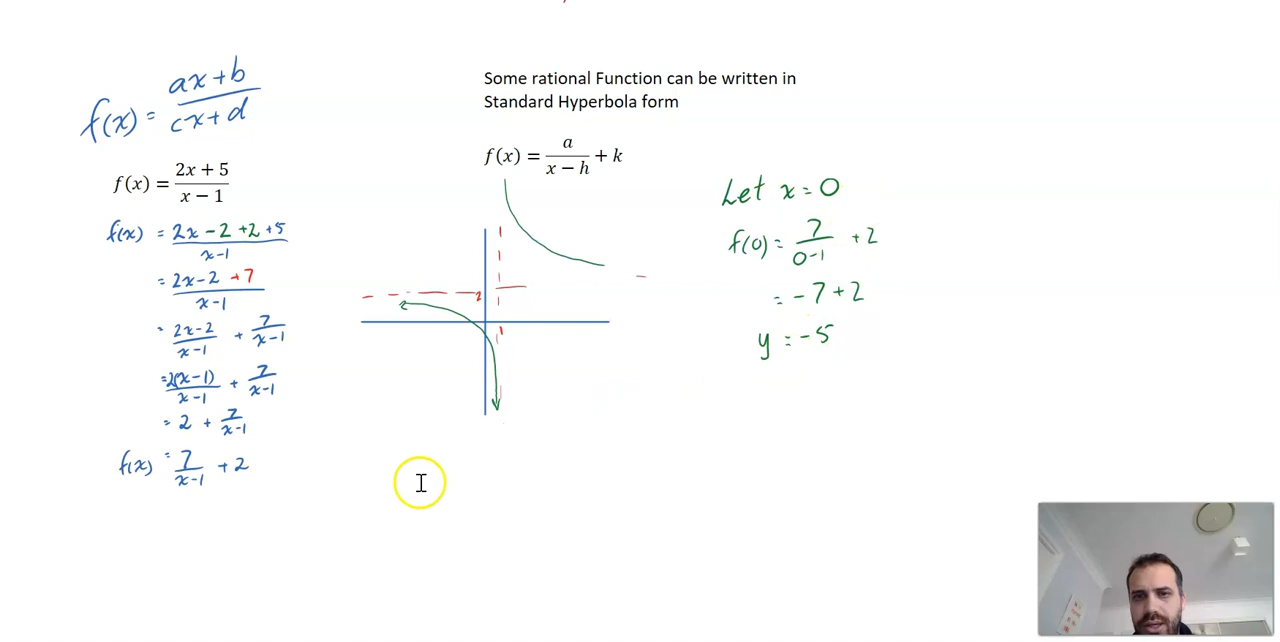 f(x) = ax+b / cx+d
f(x) = 2x + 5 / x − 1
f(x) = 2x −2 +2 +5 / x−1
= 2x−2 +7 / x−1
= 2x−2 / x−1 + 7 / x−1
= 2(x−1) / x−1 + 7 / x−1
= 2 + 7 / x−1
f(x) = 7 / x−1 + 2
Some rational Function can be written in
Standard Hyperbola form
f(x) = a / x − h + k
2
1
Let x = 0
f(0) = 7 / 0−1 + 2
= −7 + 2
y = −5